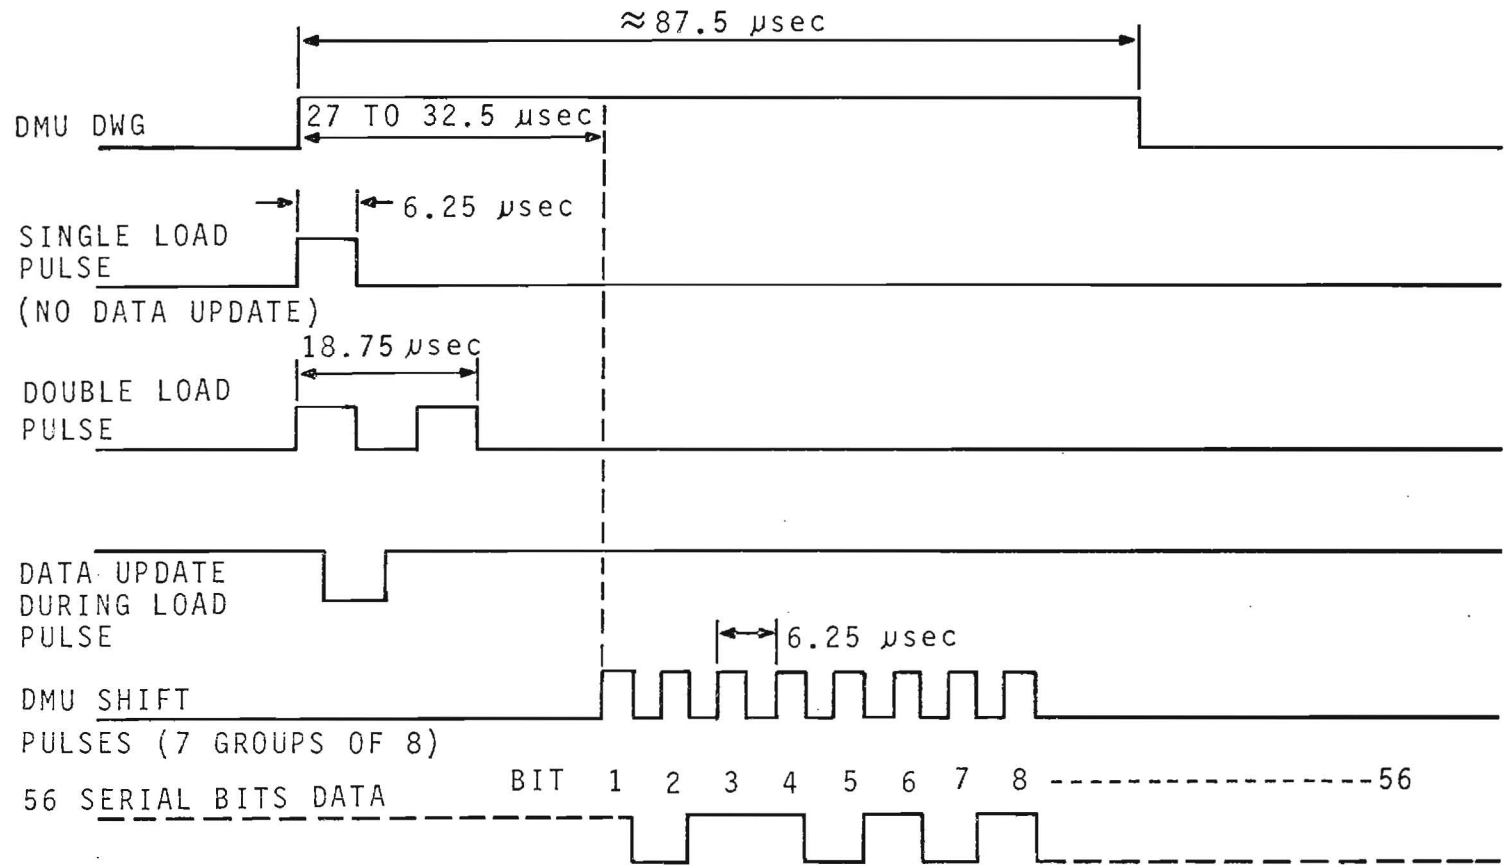 ≈87.5 µsec
DMU DWG
27 TO 32.5 µsec
6.25 µsec
SINGLE LOAD
PULSE
(NO DATA UPDATE)
18.75 µsec
DOUBLE LOAD
PULSE
DATA UPDATE
DURING LOAD
PULSE
6.25 µsec
DMU SHIFT
PULSES (7 GROUPS OF 8)
BIT 1 2 3 4 5 6 7 8 ----------------56
56 SERIAL BITS DATA